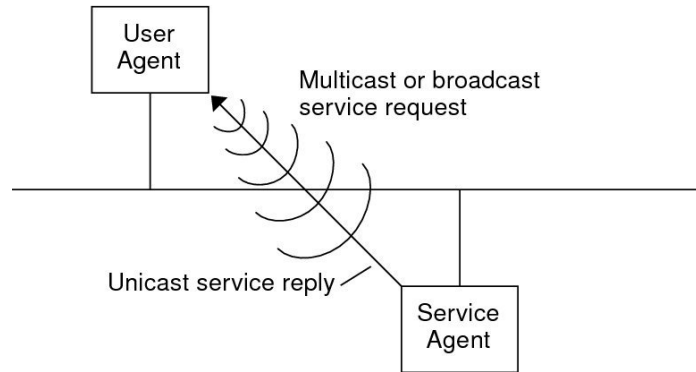 User
Agent
Multicast or broadcast
service request
Unicast service reply
Service
Agent